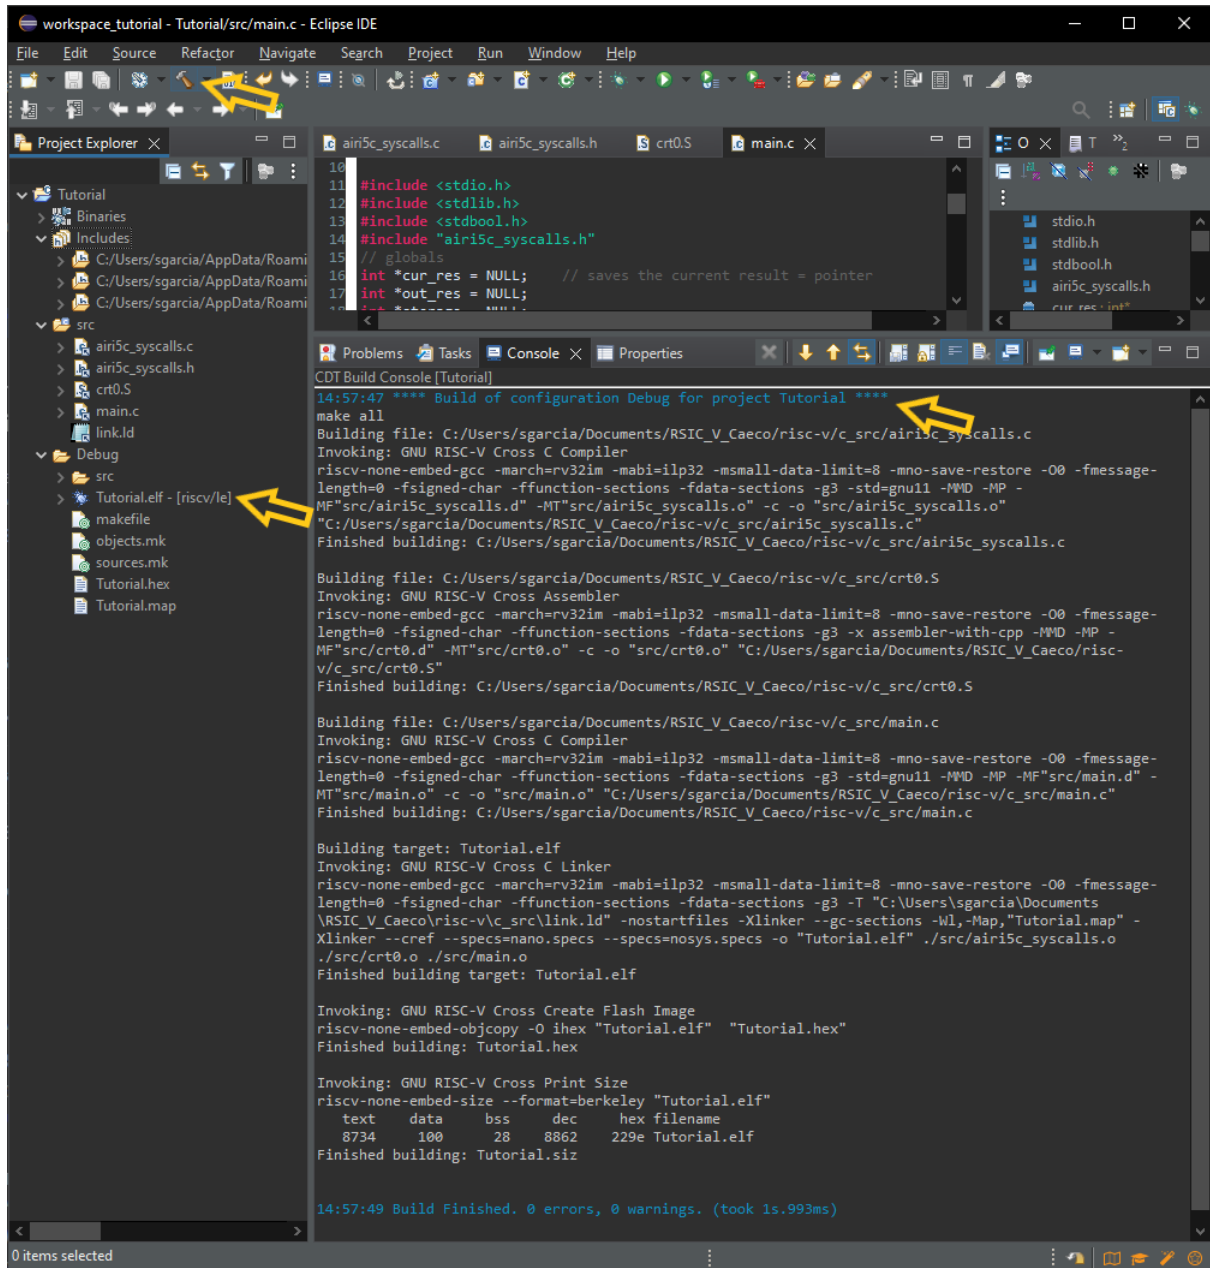 workspace_tutorial - Tutorial/src/main.c - Eclipse IDE
File Edit Source Refactor Navigate Search Project Run Window Help
Project Explorer
Tutorial
Binaries
Includes
C:/Users/sgarcia/AppData/Roami
C:/Users/sgarcia/AppData/Roami
C:/Users/sgarcia/AppData/Roami
src
airi5c_syscalls.c
airi5c_syscalls.h
crt0.S
main.c
link.ld
Debug
src
Tutorial.elf - [riscv/le]
makefile
objects.mk
sources.mk
Tutorial.hex
Tutorial.map
airi5c_syscalls.c airi5c_syscalls.h crt0.S main.c
10
11 #include <stdio.h>
12 #include <stdlib.h>
13 #include <stdbool.h>
14 #include "airi5c_syscalls.h"
15 // globals
16 int *cur_res = NULL; // saves the current result = pointer
17 int *out_res = NULL;
O T 2
stdio.h
stdlib.h
stdbool.h
airi5c_syscalls.h
cur_res : int*
Problems Tasks Console Properties
CDT Build Console [Tutorial]
14:57:47 **** Build of configuration Debug for project Tutorial ****
make all
Building file: C:/Users/sgarcia/Documents/RSIC_V_Caeco/risc-v/c_src/airi5c_syscalls.c
Invoking: GNU RISC-V Cross C Compiler
riscv-none-embed-gcc -march=rv32im -mabi=ilp32 -msmall-data-limit=8 -mno-save-restore -O0 -fmessage-
length=0 -fsigned-char -ffunction-sections -fdata-sections -g3 -std=gnu11 -MMD -MP -
MF"src/airi5c_syscalls.d" -MT"src/airi5c_syscalls.o" -c -o "src/airi5c_syscalls.o"
"C:/Users/sgarcia/Documents/RSIC_V_Caeco/risc-v/c_src/airi5c_syscalls.c"
Finished building: C:/Users/sgarcia/Documents/RSIC_V_Caeco/risc-v/c_src/airi5c_syscalls.c
Building file: C:/Users/sgarcia/Documents/RSIC_V_Caeco/risc-v/c_src/crt0.S
Invoking: GNU RISC-V Cross Assembler
riscv-none-embed-gcc -march=rv32im -mabi=ilp32 -msmall-data-limit=8 -mno-save-restore -O0 -fmessage-
length=0 -fsigned-char -ffunction-sections -fdata-sections -g3 -x assembler-with-cpp -MMD -MP -
MF"src/crt0.d" -MT"src/crt0.o" -c -o "src/crt0.o" "C:/Users/sgarcia/Documents/RSIC_V_Caeco/risc-
v/c_src/crt0.S"
Finished building: C:/Users/sgarcia/Documents/RSIC_V_Caeco/risc-v/c_src/crt0.S
Building file: C:/Users/sgarcia/Documents/RSIC_V_Caeco/risc-v/c_src/main.c
Invoking: GNU RISC-V Cross C Compiler
riscv-none-embed-gcc -march=rv32im -mabi=ilp32 -msmall-data-limit=8 -mno-save-restore -O0 -fmessage-
length=0 -fsigned-char -ffunction-sections -fdata-sections -g3 -std=gnu11 -MMD -MP -MF"src/main.d" -
MT"src/main.o" -c -o "src/main.o" "C:/Users/sgarcia/Documents/RSIC_V_Caeco/risc-v/c_src/main.c"
Finished building: C:/Users/sgarcia/Documents/RSIC_V_Caeco/risc-v/c_src/main.c
Building target: Tutorial.elf
Invoking: GNU RISC-V Cross C Linker
riscv-none-embed-gcc -march=rv32im -mabi=ilp32 -msmall-data-limit=8 -mno-save-restore -O0 -fmessage-
length=0 -fsigned-char -ffunction-sections -fdata-sections -g3 -T "C:\Users\sgarcia\Documents
\RSIC_V_Caeco\risc-v\c_src\link.ld" -nostartfiles -Xlinker --gc-sections -Wl,-Map,"Tutorial.map" -
Xlinker --cref --specs=nano.specs --specs=nosys.specs -o "Tutorial.elf" ./src/airi5c_syscalls.o
./src/crt0.o ./src/main.o
Finished building target: Tutorial.elf
Invoking: GNU RISC-V Cross Create Flash Image
riscv-none-embed-objcopy -O ihex "Tutorial.elf" "Tutorial.hex"
Finished building: Tutorial.hex
Invoking: GNU RISC-V Cross Print Size
riscv-none-embed-size --format=berkeley "Tutorial.elf"
text data bss dec hex filename
8734 100 28 8862 229e Tutorial.elf
Finished building: Tutorial.siz
14:57:49 Build Finished. 0 errors, 0 warnings. (took 1s.993ms)
0 items selected